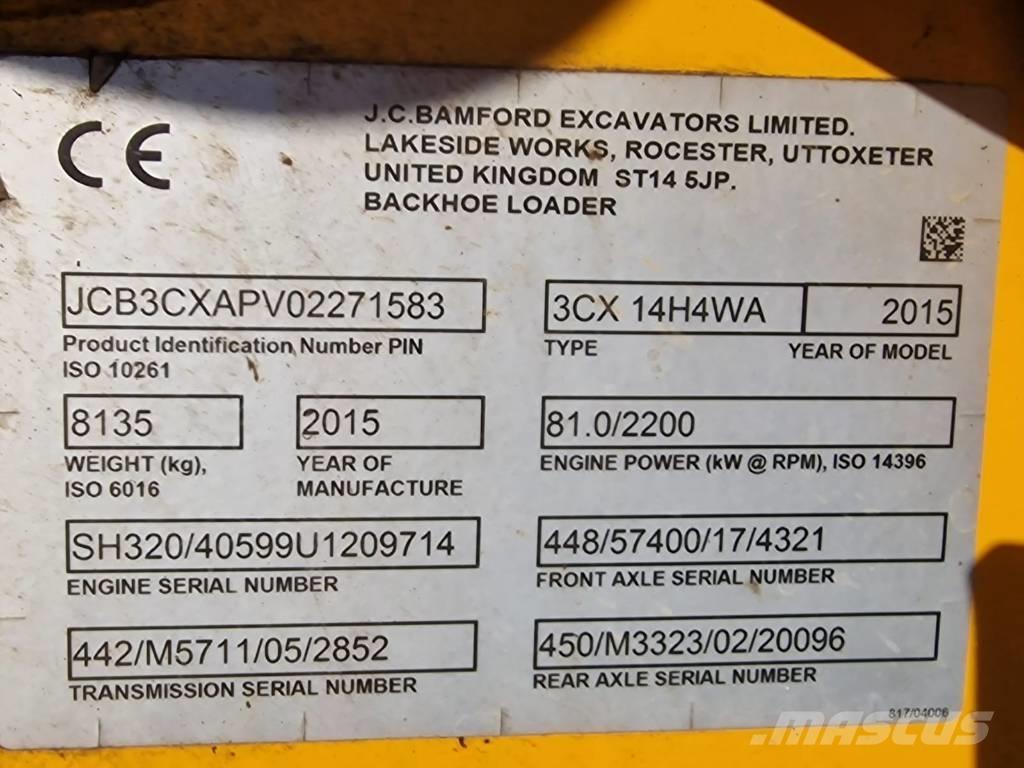 CE
J.C.BAMFORD EXCAVATORS LIMITED.
LAKESIDE WORKS, ROCESTER, UTTOXETER
UNITED KINGDOM ST14 5JP.
BACKHOE LOADER
JCB3CXAPV02271583
Product Identification Number PIN
ISO 10261
3CX 14H4WA
TYPE
2015
YEAR OF MODEL
8135
WEIGHT (kg),
ISO 6016
2015
YEAR OF
MANUFACTURE
81.0/2200
ENGINE POWER (kW @ RPM), ISO 14396
SH320/40599U1209714
ENGINE SERIAL NUMBER
448/57400/17/4321
FRONT AXLE SERIAL NUMBER
442/M5711/05/2852
TRANSMISSION SERIAL NUMBER
450/M3323/02/20096
REAR AXLE SERIAL NUMBER
817/04006
MASCUS